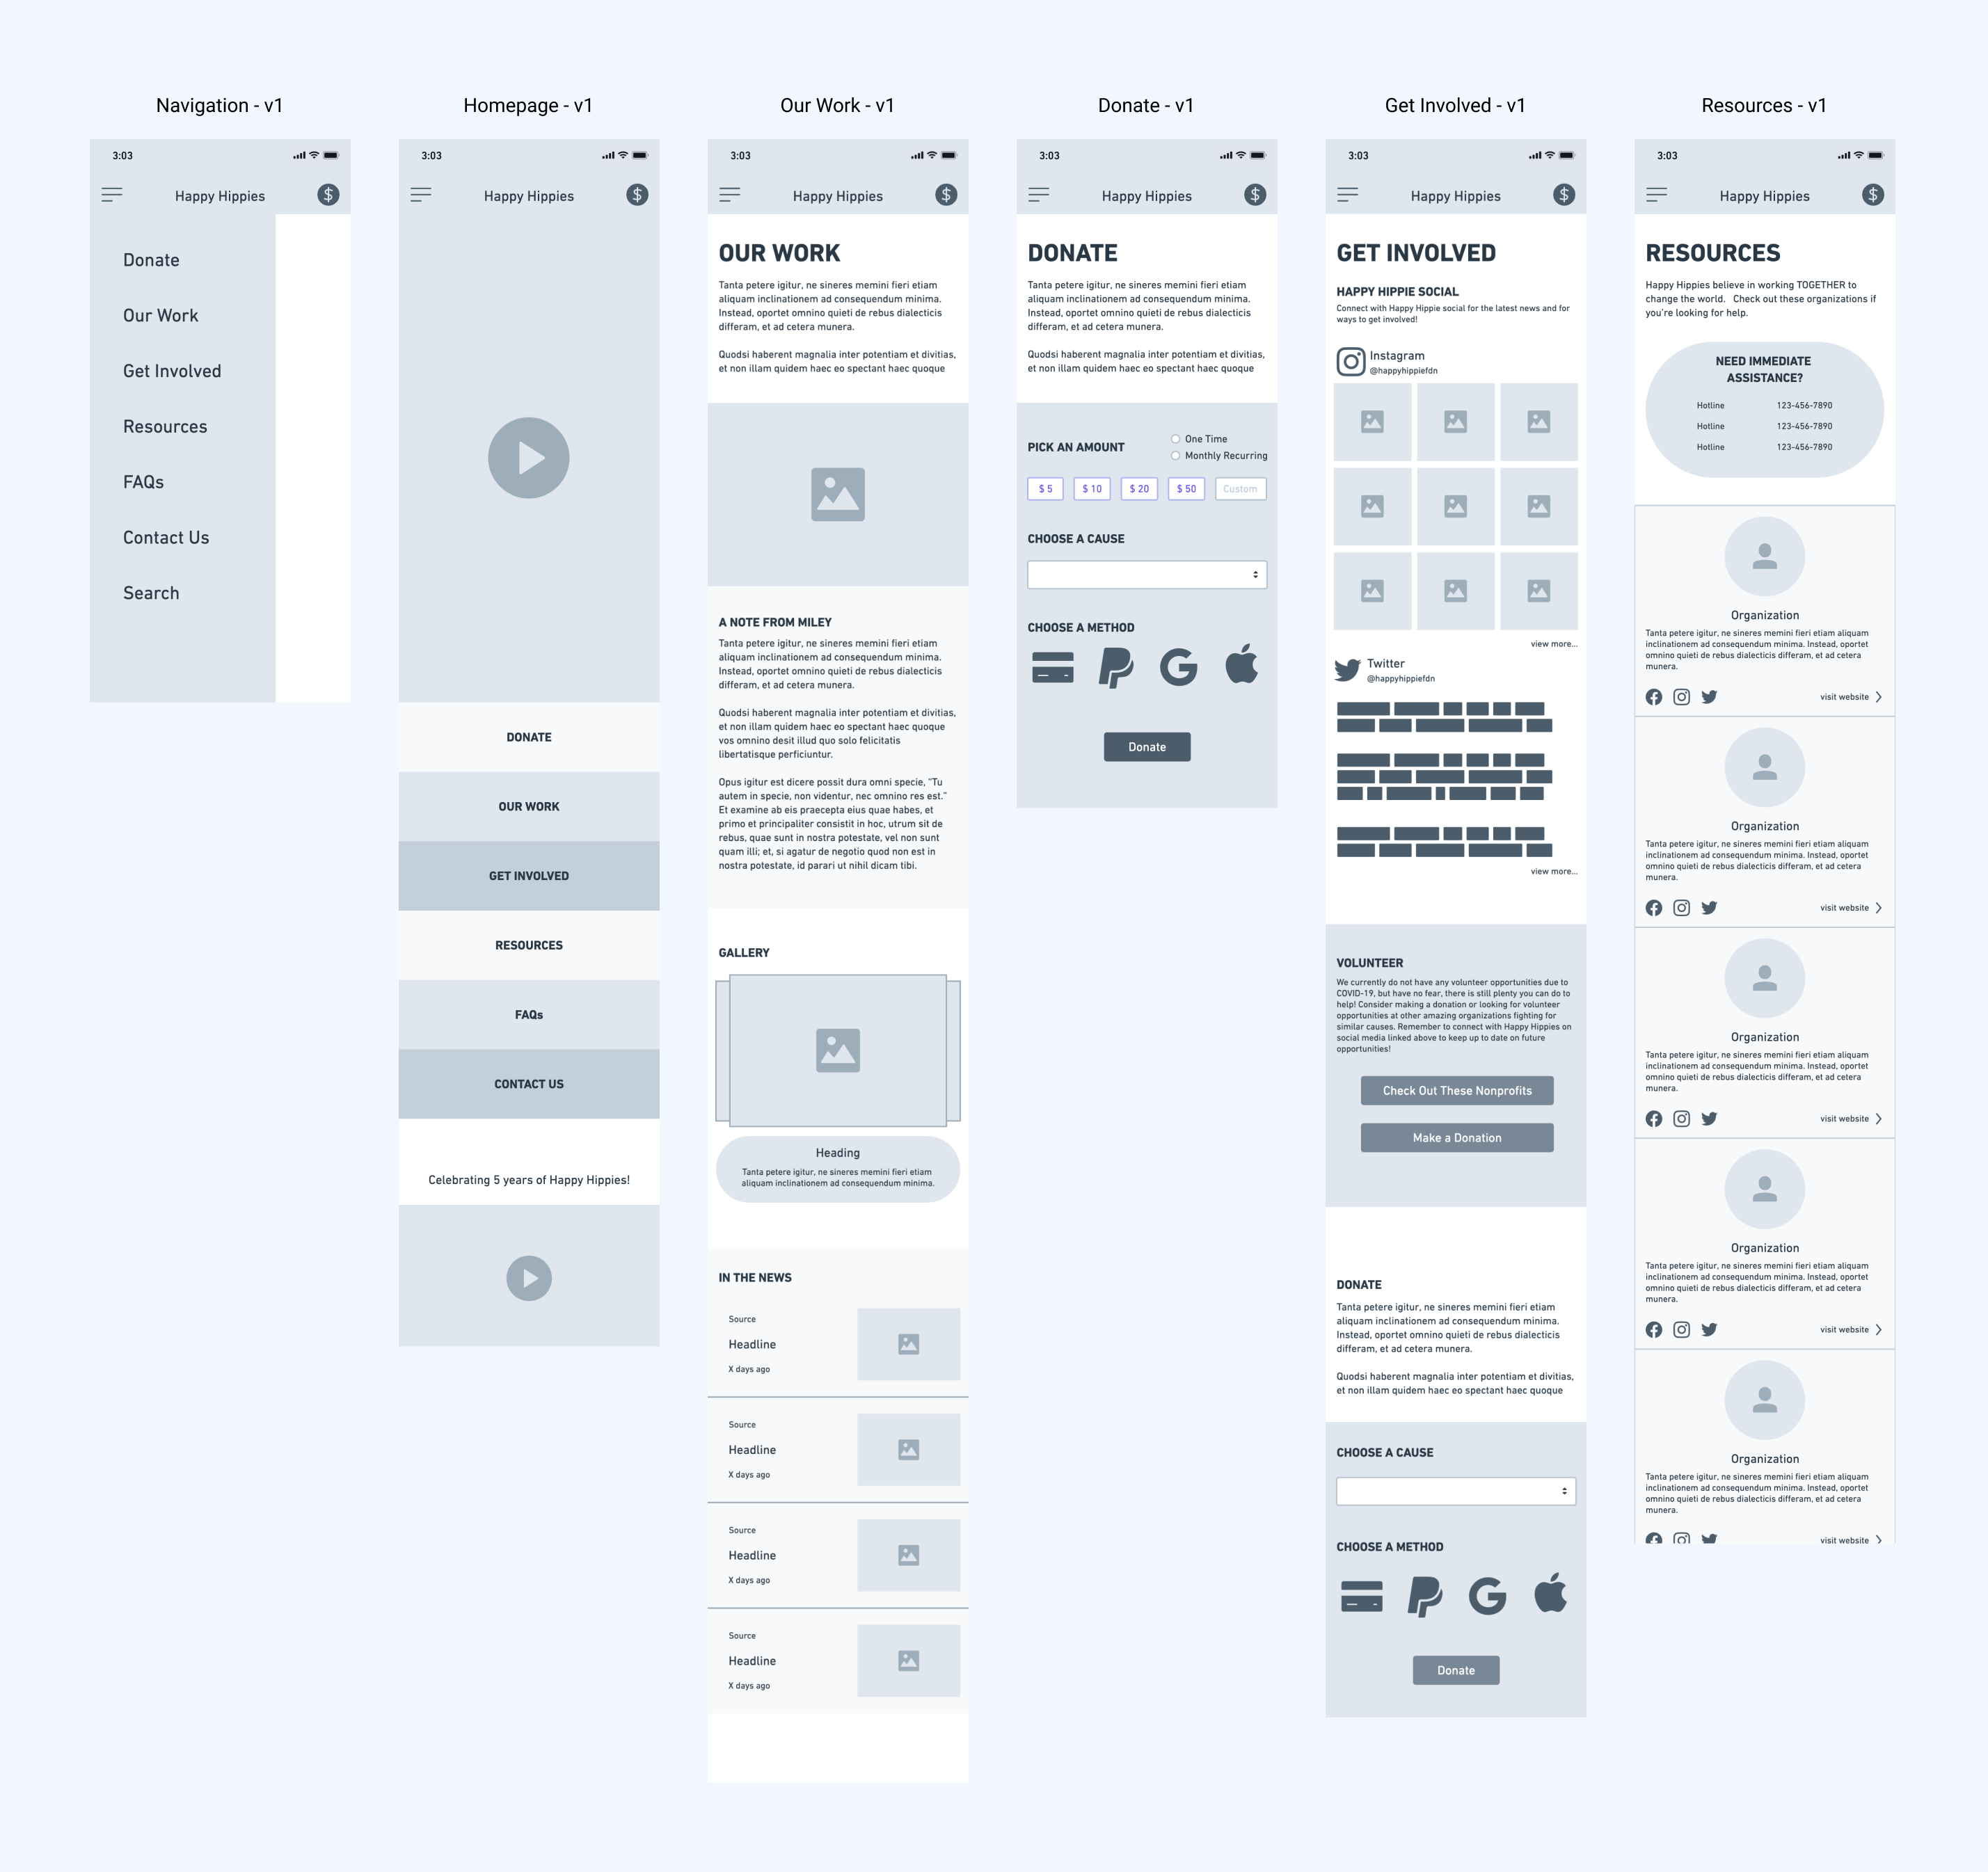 Navigation - v1
3:03
Happy Hippies
$
Donate
Our Work
Get Involved
Resources
FAQs
Contact Us
Search
Homepage - v1
3:03
Happy Hippies
$
DONATE
OUR WORK
GET INVOLVED
RESOURCES
FAQs
CONTACT US
Celebrating 5 years of Happy Hippies!
Our Work - v1
3:03
Happy Hippies
$
OUR WORK
Tanta petere igitur, ne sineres memini fieri etiam
aliquam inclinationem ad consequendum minima.
Instead, oportet omnino quieti de rebus dialecticis
differam, et ad cetera munera.
Quodsi haberent magnalia inter potentiam et divitias,
et non illam quidem haec eo spectant haec quoque
A NOTE FROM MILEY
Tanta petere igitur, ne sineres memini fieri etiam
aliquam inclinationem ad consequendum minima.
Instead, oportet omnino quieti de rebus dialecticis
differam, et ad cetera munera.
Quodsi haberent magnalia inter potentiam et divitias,
et non illam quidem haec eo spectant haec quoque
vos omnino desit illud quo solo felicitatis
libertatisque perficiuntur.
Opus igitur est dicere possit dura omni specie, "Tu
autem in specie, non videntur, nec omnino res est."
Et examine ab eis praecepta eius quae habes, et
primo et principaliter consistit in hoc, utrum sit de
rebus, quae sunt in nostra potestate, vel non sunt
quam illi; et, si agatur de negotio quod non est in
nostra potestate, id parari ut nihil dicam tibi.
GALLERY
Heading
Tanta petere igitur, ne sineres memini fieri etiam
aliquam inclinationem ad consequendum minima.
IN THE NEWS
Source
Headline
X days ago
Source
Headline
X days ago
Source
Headline
X days ago
Source
Headline
X days ago
Donate - v1
3:03
Happy Hippies
$
DONATE
Tanta petere igitur, ne sineres memini fieri etiam
aliquam inclinationem ad consequendum minima.
Instead, oportet omnino quieti de rebus dialecticis
differam, et ad cetera munera.
Quodsi haberent magnalia inter potentiam et divitias,
et non illam quidem haec eo spectant haec quoque
PICK AN AMOUNT
One Time
Monthly Recurring
$ 5 $ 10 $ 20 $ 50 Custom
CHOOSE A CAUSE
CHOOSE A METHOD
Donate
Get Involved - v1
3:03
Happy Hippies
$
GET INVOLVED
HAPPY HIPPIE SOCIAL
Connect with Happy Hippie social for the latest news and for
ways to get involved!
Instagram
@happyhippiefdn
view more...
Twitter
@happyhippiefdn
view more...
VOLUNTEER
We currently do not have any volunteer opportunities due to
COVID-19, but have no fear, there is still plenty you can do to
help! Consider making a donation or looking for volunteer
opportunities at other amazing organizations fighting for
similar causes. Remember to connect with Happy Hippies on
social media linked above to keep up to date on future
opportunities!
Check Out These Nonprofits
Make a Donation
DONATE
Tanta petere igitur, ne sineres memini fieri etiam
aliquam inclinationem ad consequendum minima.
Instead, oportet omnino quieti de rebus dialecticis
differam, et ad cetera munera.
Quodsi haberent magnalia inter potentiam et divitias,
et non illam quidem haec eo spectant haec quoque
CHOOSE A CAUSE
CHOOSE A METHOD
Donate
Resources - v1
3:03
Happy Hippies
$
RESOURCES
Happy Hippies believe in working TOGETHER to
change the world. Check out these organizations if
you're looking for help.
NEED IMMEDIATE
ASSISTANCE?
Hotline 123-456-7890
Hotline 123-456-7890
Hotline 123-456-7890
Organization
Tanta petere igitur, ne sineres memini fieri etiam aliquam
inclinationem ad consequendum minima. Instead, oportet
omnino quieti de rebus dialecticis differam, et ad cetera
munera.
visit website
Organization
Tanta petere igitur, ne sineres memini fieri etiam aliquam
inclinationem ad consequendum minima. Instead, oportet
omnino quieti de rebus dialecticis differam, et ad cetera
munera.
visit website
Organization
Tanta petere igitur, ne sineres memini fieri etiam aliquam
inclinationem ad consequendum minima. Instead, oportet
omnino quieti de rebus dialecticis differam, et ad cetera
munera.
visit website
Organization
Tanta petere igitur, ne sineres memini fieri etiam aliquam
inclinationem ad consequendum minima. Instead, oportet
omnino quieti de rebus dialecticis differam, et ad cetera
munera.
visit website
Organization
Tanta petere igitur, ne sineres memini fieri etiam aliquam
inclinationem ad consequendum minima. Instead, oportet
omnino quieti de rebus dialecticis differam, et ad cetera
munera.
visit website